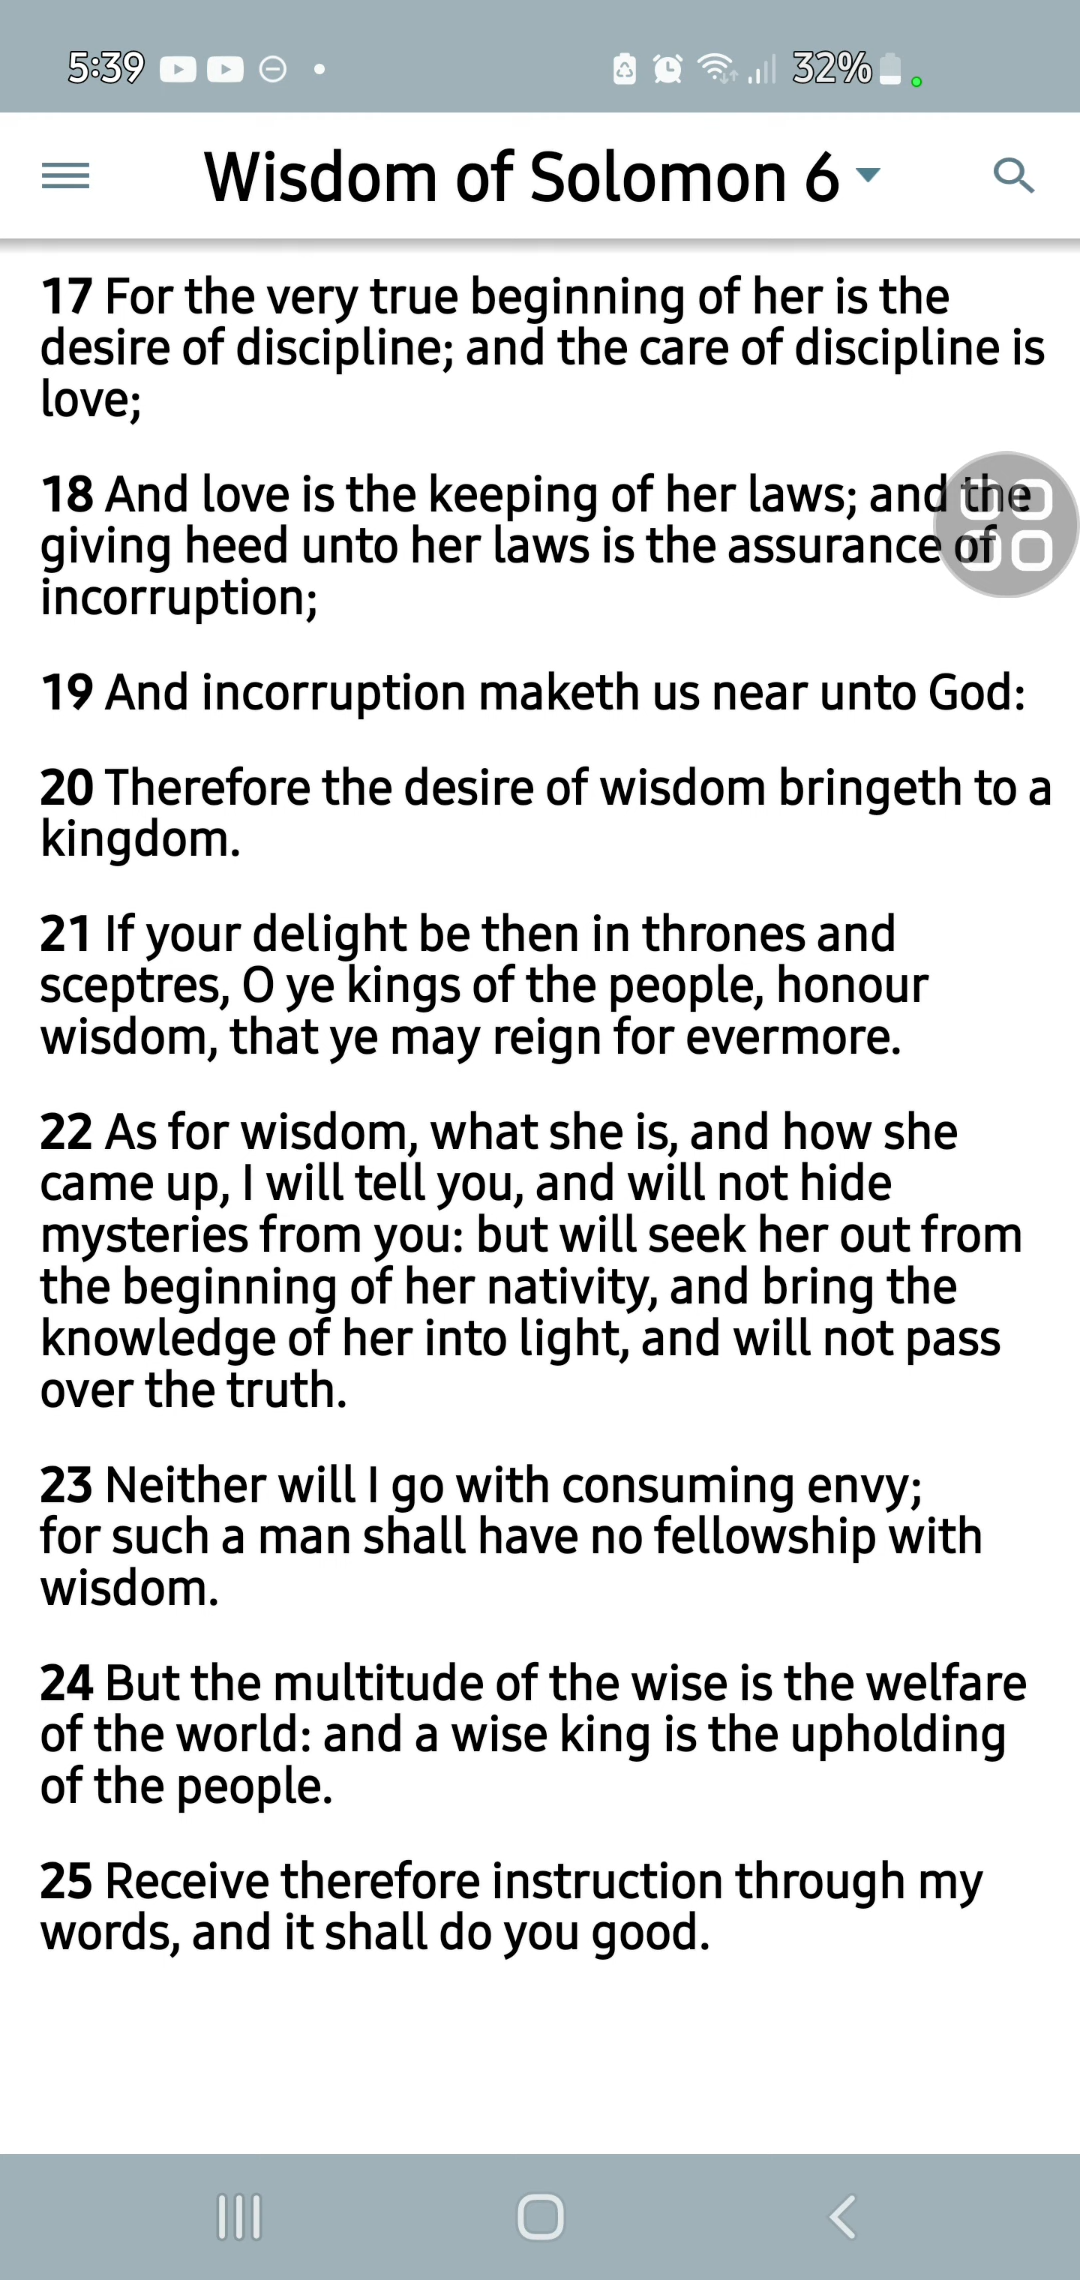 5:39 32%
Wisdom of Solomon 6
17 For the very true beginning of her is the
desire of discipline; and the care of discipline is
love;
18 And love is the keeping of her laws; and the
giving heed unto her laws is the assurance of
incorruption;
19 And incorruption maketh us near unto God:
20 Therefore the desire of wisdom bringeth to a
kingdom.
21 If your delight be then in thrones and
sceptres, O ye kings of the people, honour
wisdom, that ye may reign for evermore.
22 As for wisdom, what she is, and how she
came up, I will tell you, and will not hide
mysteries from you: but will seek her out from
the beginning of her nativity, and bring the
knowledge of her into light, and will not pass
over the truth.
23 Neither will I go with consuming envy;
for such a man shall have no fellowship with
wisdom.
24 But the multitude of the wise is the welfare
of the world: and a wise king is the upholding
of the people.
25 Receive therefore instruction through my
words, and it shall do you good.